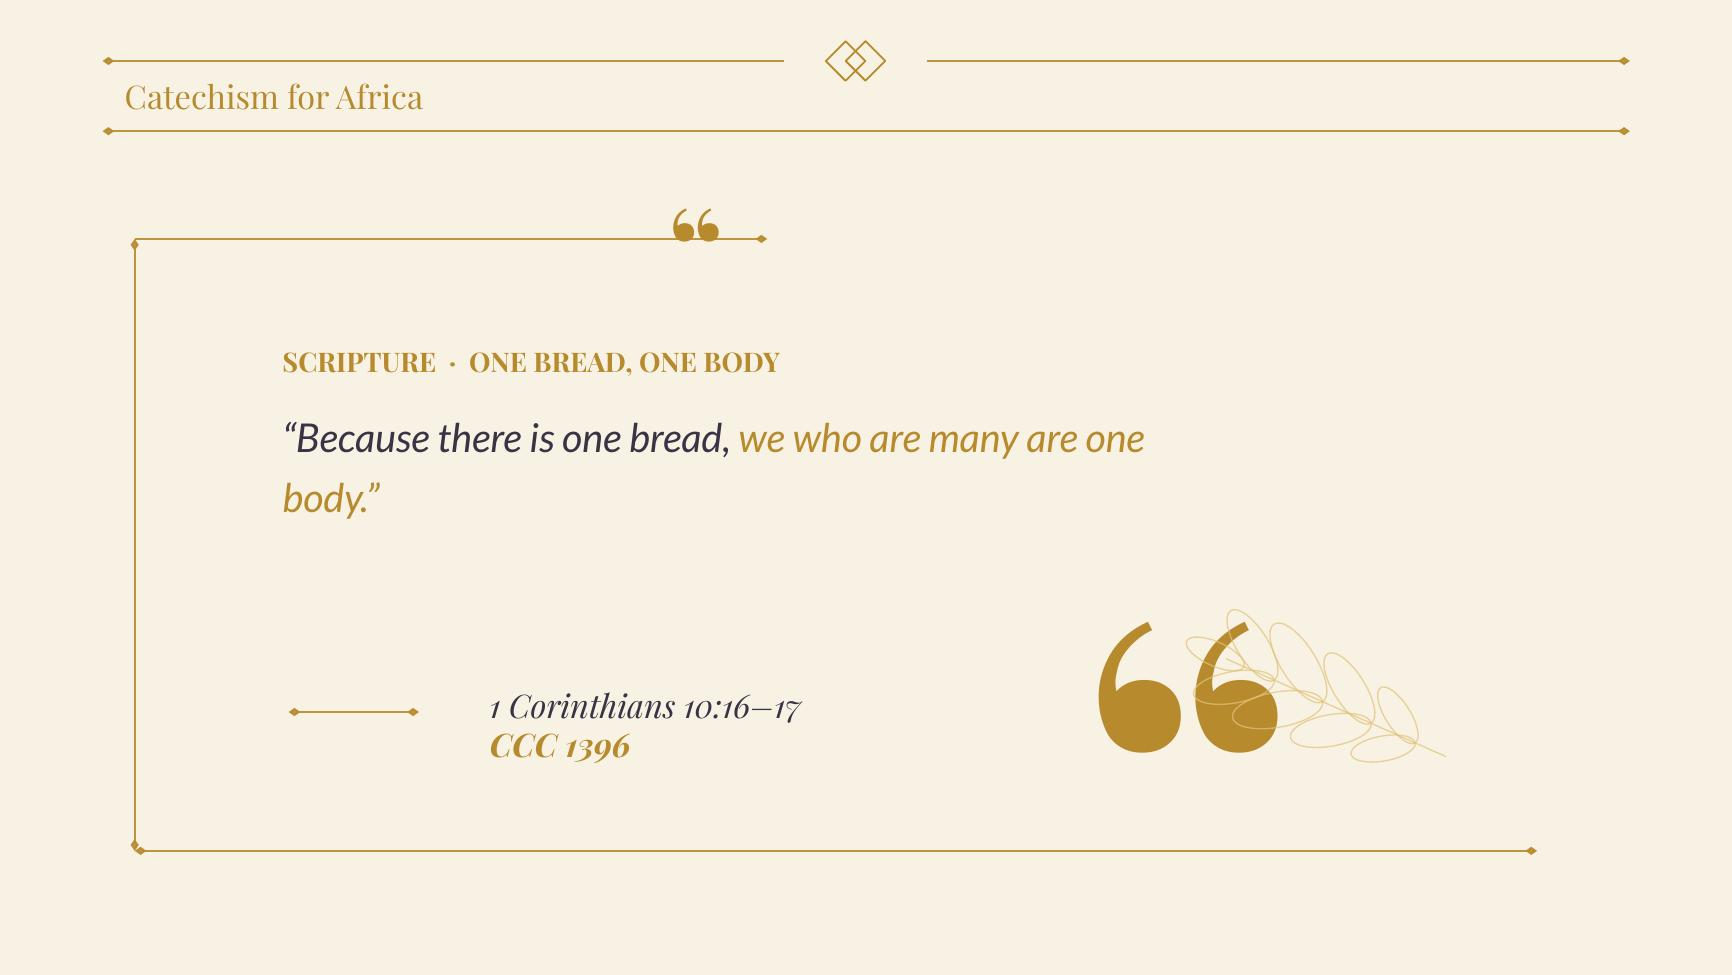 Catechism for Africa
SCRIPTURE · ONE BREAD, ONE BODY
“Because there is one bread, we who are many are one
body.”
1 Corinthians 10:16–17
CCC 1396